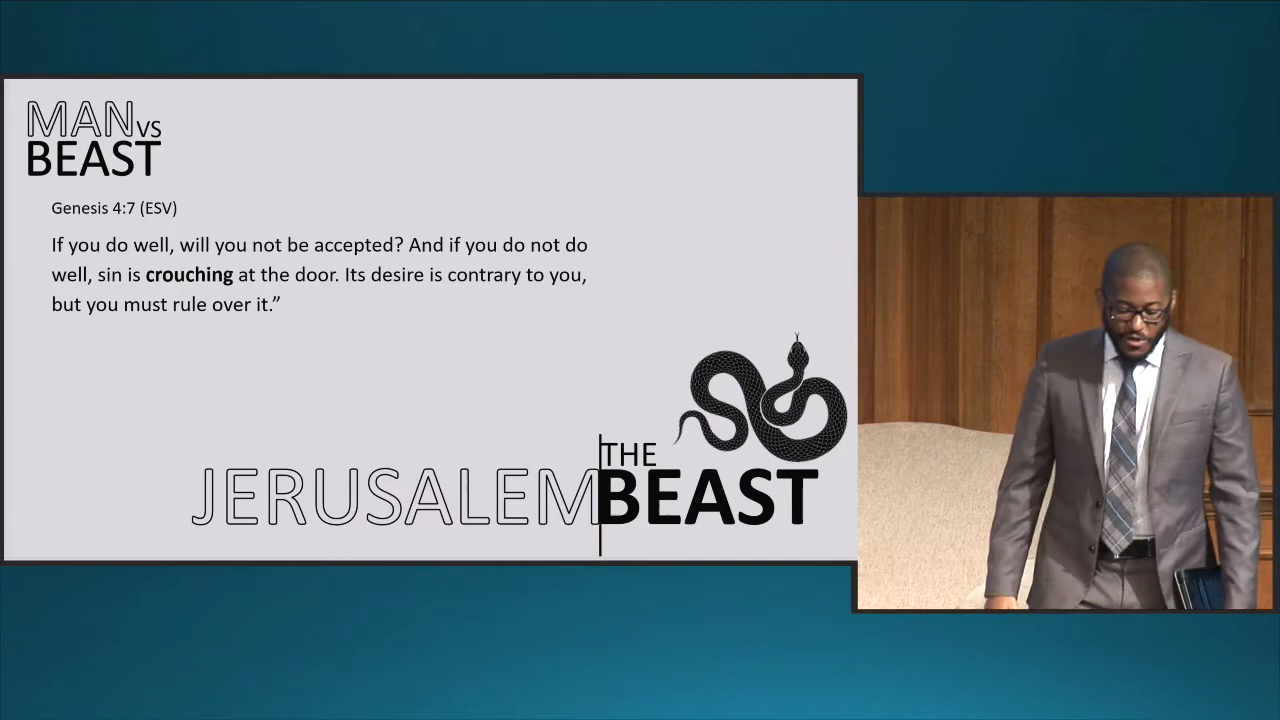 MAN VS
BEAST
Genesis 4:7 (ESV)
If you do well, will you not be accepted? And if you do not do
well, sin is crouching at the door. Its desire is contrary to you,
but you must rule over it.”
THE
JERUSALEM BEAST